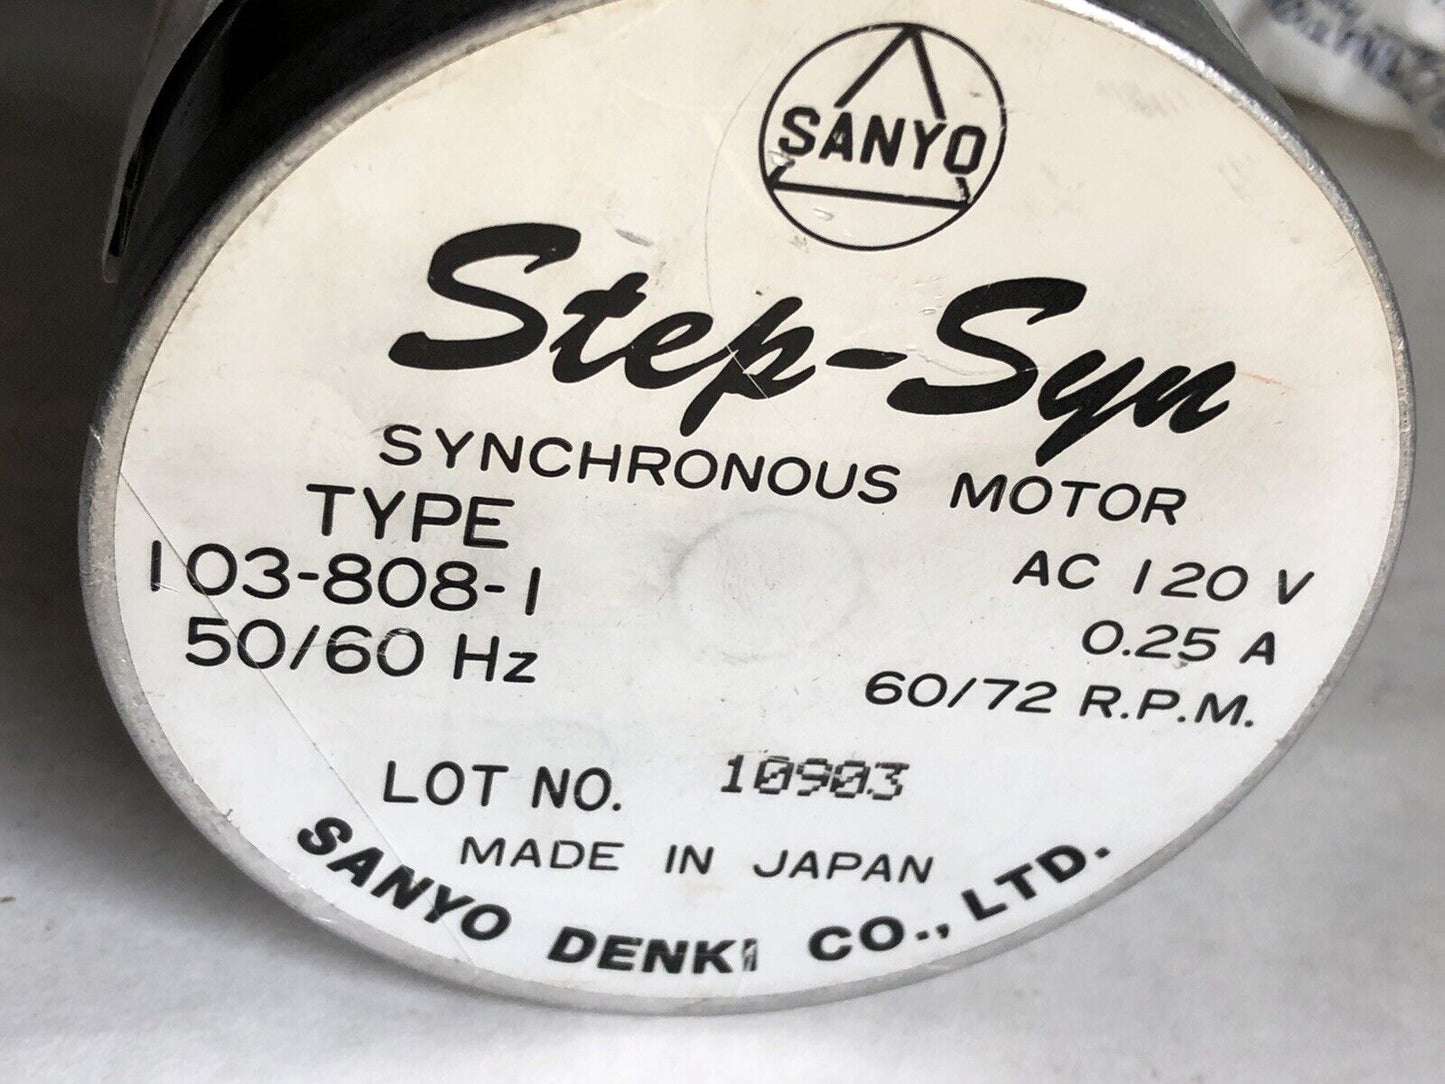 SANYO
Step-Syn
SYNCHRONOUS MOTOR
TYPE
103-808-1
50/60 Hz
AC 120 V
0.25 A
60/72 R.P.M.
LOT NO. 10903
MADE IN JAPAN
SANYO DENKI CO., LTD.